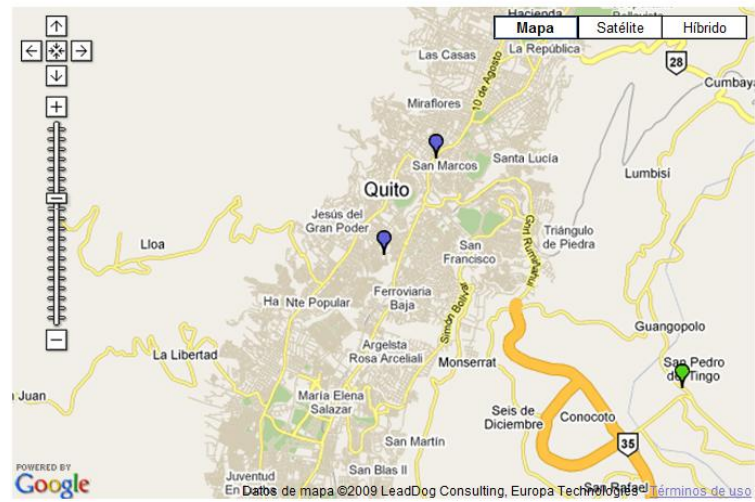 Hacienda
Mapa
Satélite
Híbrido
Las Casas
La República
28
Cumbaya
10 de Agosto
Miraflores
San Marcos
Santa Lucía
Lumbisí
Quito
Jesús del
Gran Poder
Triángulo
de Piedra
Gran Rumiñahui
Lloa
San
Francisco
Ha
Nte Popular
Ferroviaria
Baja
Simón Bolívar
Guangopolo
La Libertad
Argelsta
Rosa Arceliali
Monserrat
San Pedro
del Tingo
n Juan
María Elena
Salazar
Seis de
Diciembre
Conocoto
35
San Martín
San Blas II
Juventud
En
San Rafael
POWERED BY
Google
Datos de mapa ©2009 LeadDog Consulting, Europa Technologies - Términos de uso